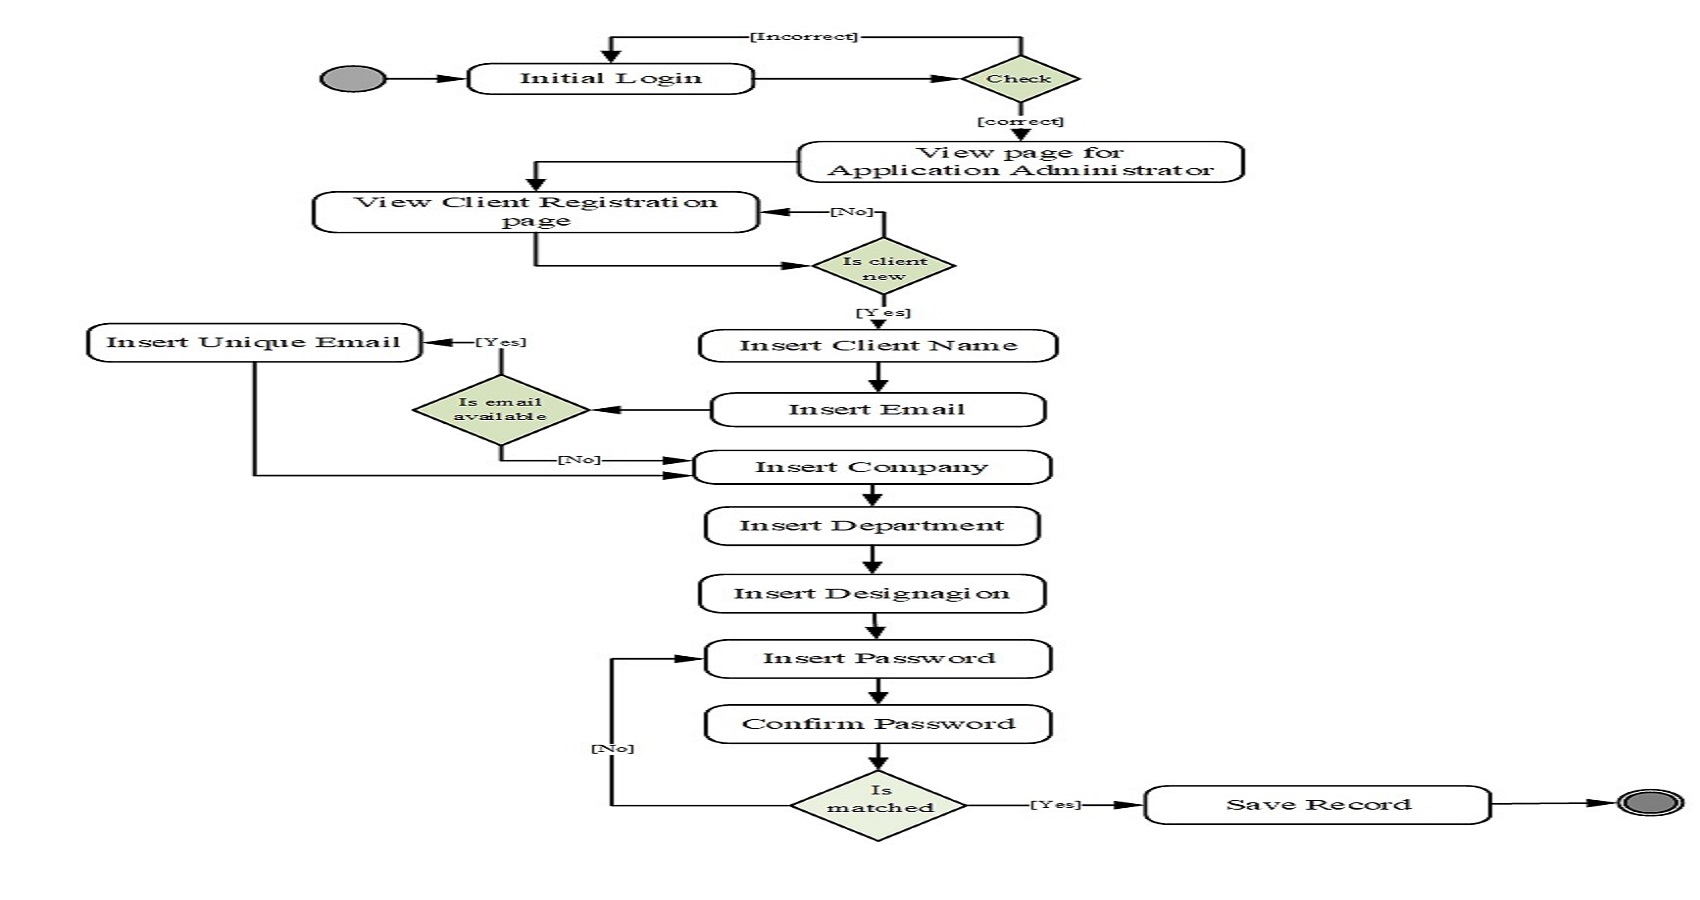 [Incorrect]
Initial Login
Check
[correct]
View page for
Application Administrator
View Client Registration
page
[No]
Is client
new
[Yes]
Insert Client Name
Insert Unique Email
[Yes]
Is email
available
Insert Email
[No]
Insert Company
Insert Department
Insert Designagion
Insert Password
Confirm Password
[No]
Is
matched
[Yes]
Save Record